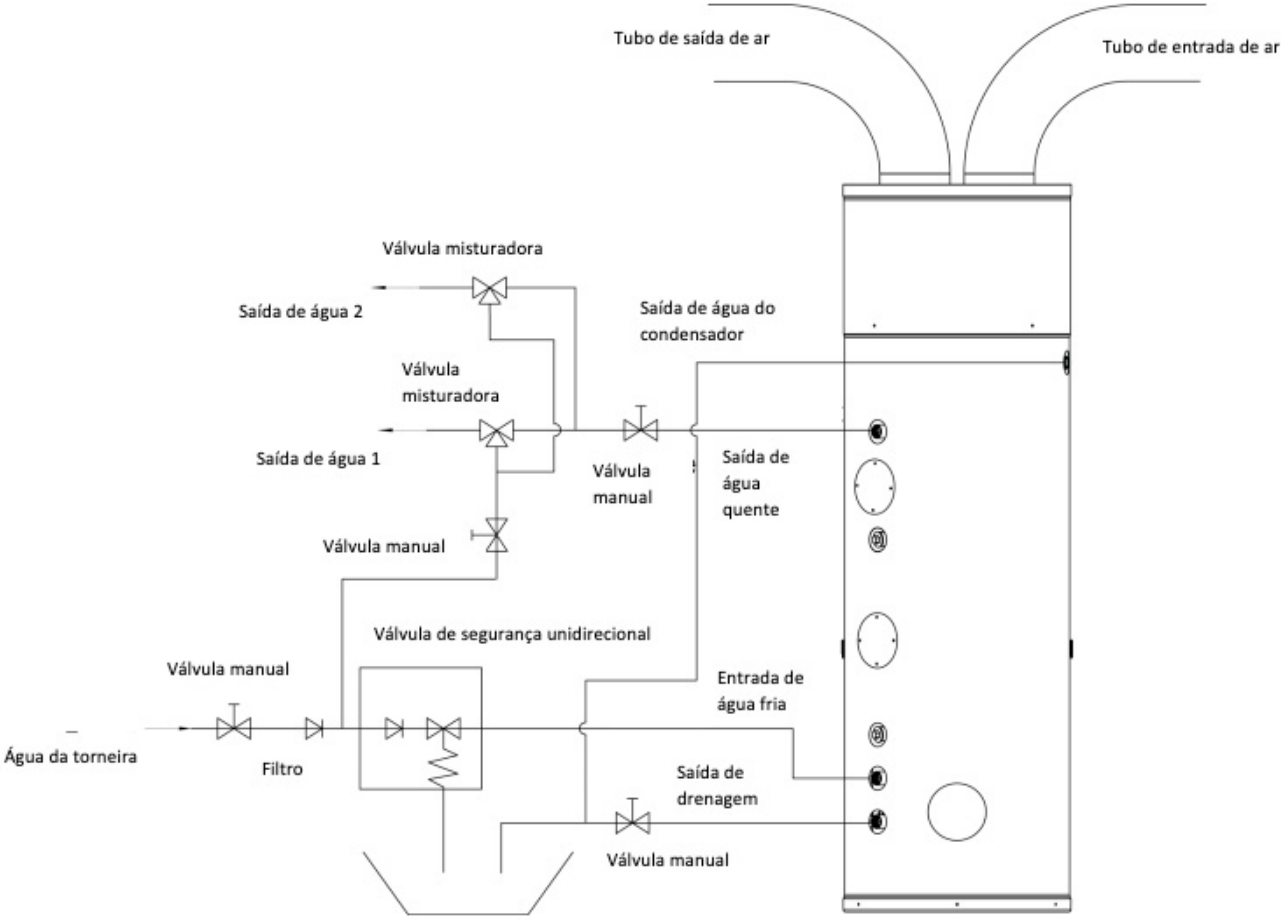 Tubo de saída de ar
Tubo de entrada de ar
Válvula misturadora
Saída de água 2
Saída de água do
condensador
Válvula
misturadora
Saída de água 1
Válvula
manual
Saída de
água
quente
Válvula manual
Válvula de segurança unidirecional
Válvula manual
Entrada de
água fria
Água da torneira
Filtro
Saída de
drenagem
Válvula manual